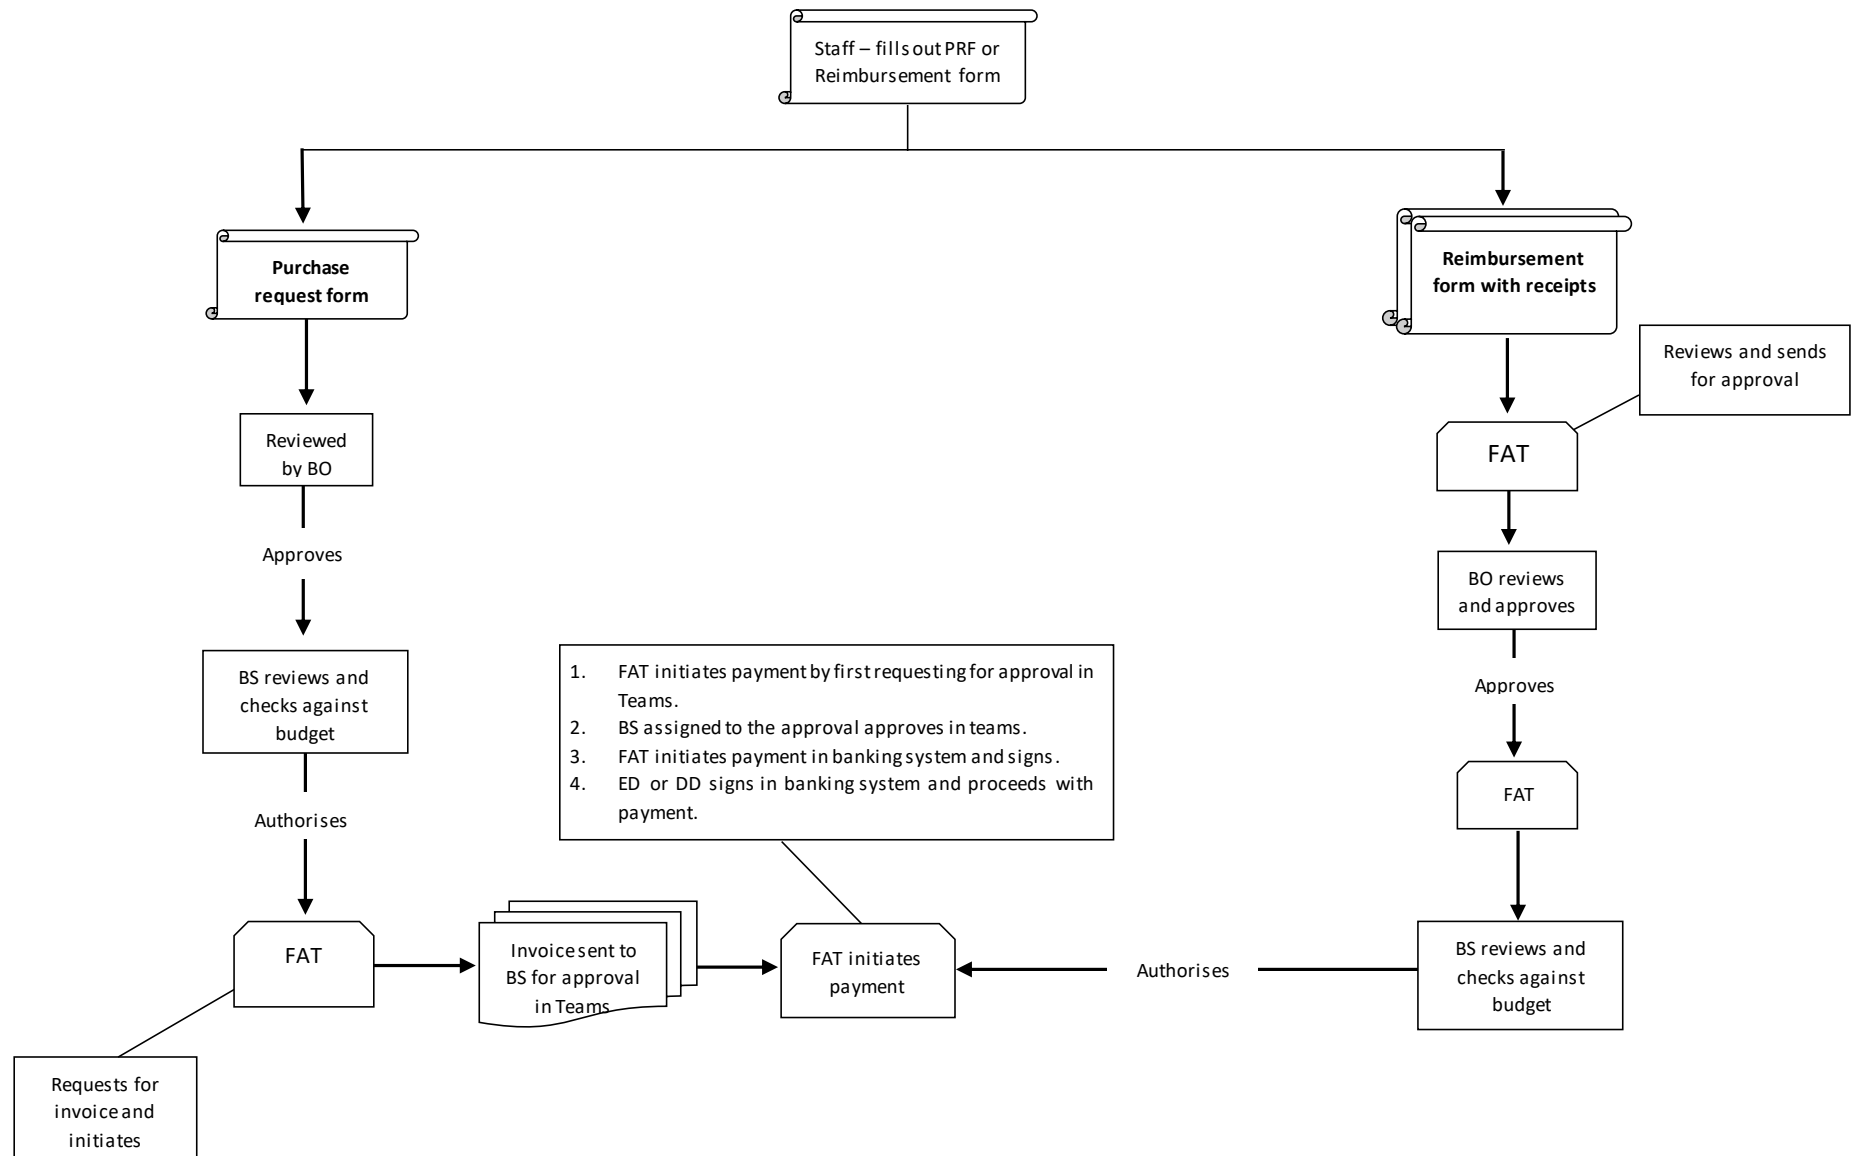 Staff – fills out PRF or
Reimbursement form
Purchase
request form
Reimbursement
form with receipts
Reviews and sends
for approval
Reviewed
by BO
FAT
Approves
BO reviews
and approves
BS reviews and
checks against
budget
1. FAT initiates payment by first requesting for approval in
Teams.
2. BS assigned to the approval approves in teams.
3. FAT initiates payment in banking system and signs.
4. ED or DD signs in banking system and proceeds with
payment.
Approves
FAT
Authorises
FAT
Invoice sent to
BS for approval
in Teams
FAT initiates
payment
Authorises
BS reviews and
checks against
budget
Requests for
invoice and
initiates